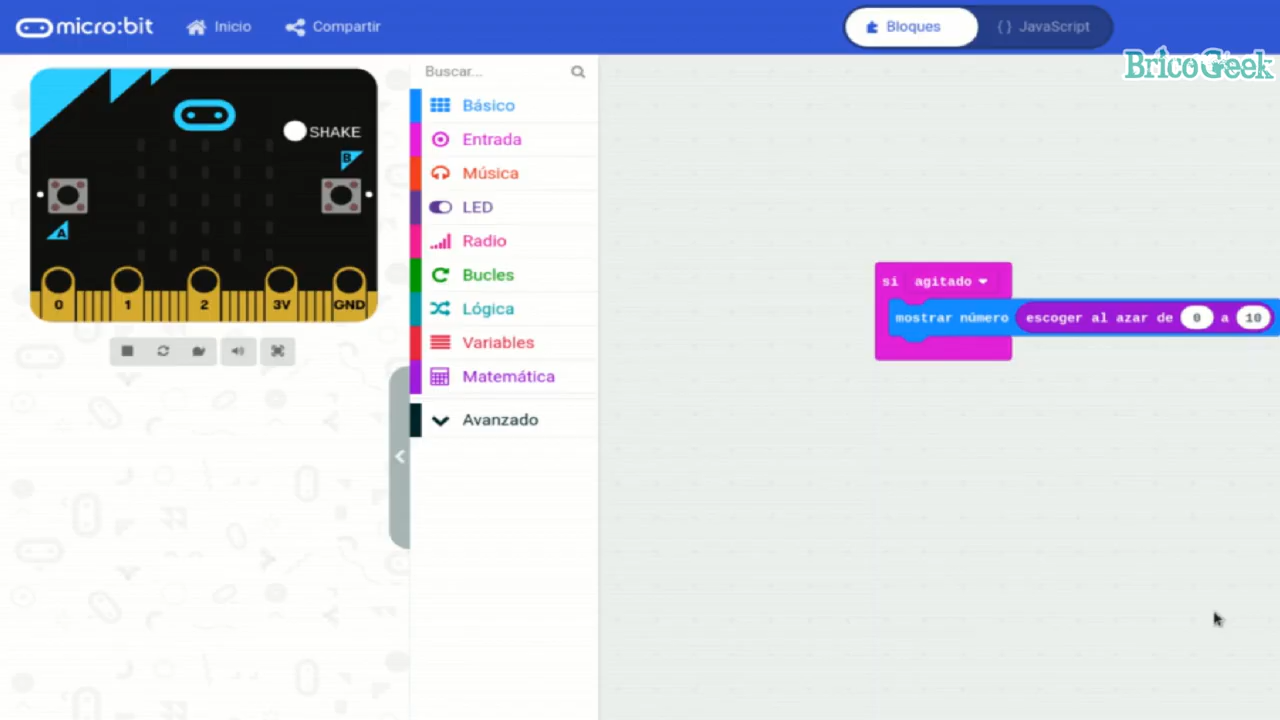 micro:bit Inicio Compartir Bloques {} JavaScript
BricoGeek
Buscar...
SHAKE
B
A
0 1 2 3V GND
Básico
Entrada
Música
LED
Radio
Bucles
Lógica
Variables
Matemática
Avanzado
si agitado
mostrar número escoger al azar de 0 a 10